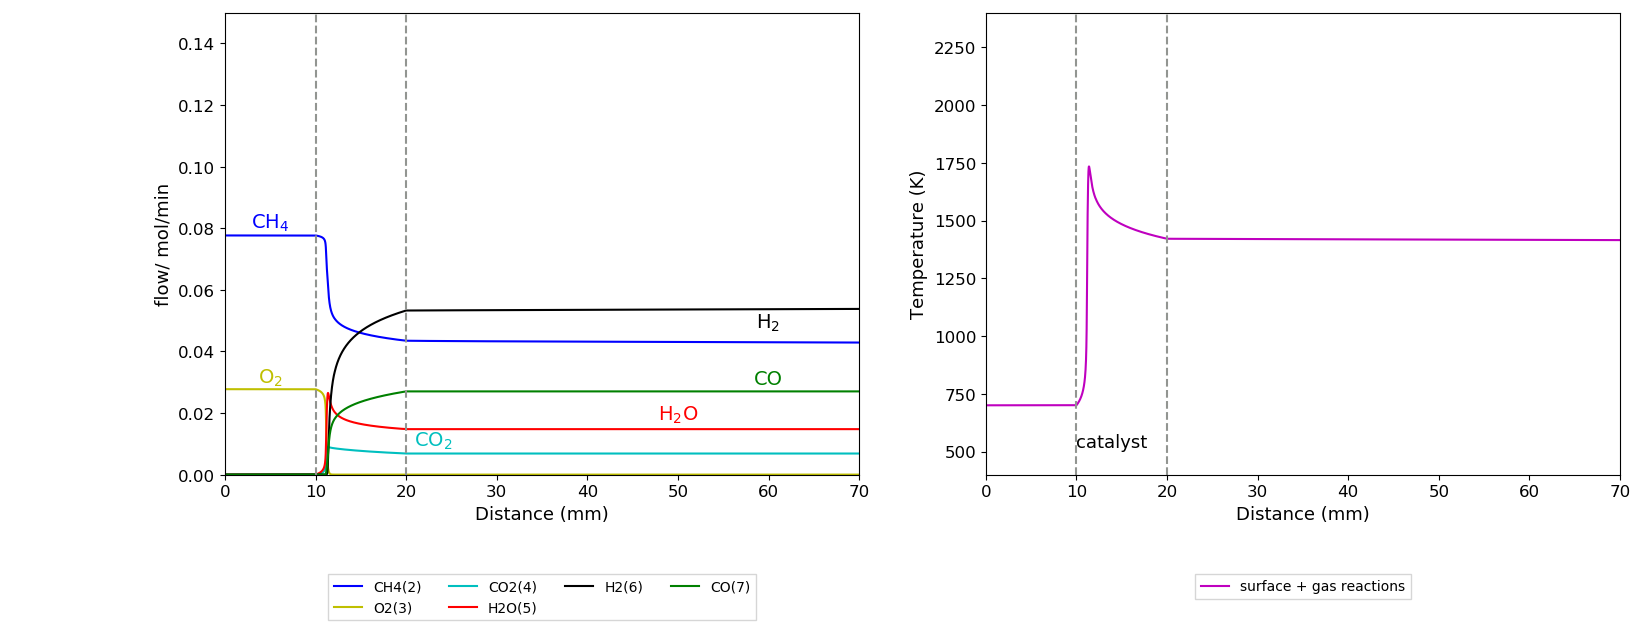 0.14
0.12
0.10
0.08
0.06
0.04
0.02
0.00
flow/ mol/min
CH₄
O₂
H₂
CO
H₂O
CO₂
0 10 20 30 40 50 60 70
Distance (mm)
CH4(2) CO2(4) H2(6) CO(7)
O2(3) H2O(5)
2250
2000
1750
1500
1250
1000
750
500
Temperature (K)
catalyst
0 10 20 30 40 50 60 70
Distance (mm)
surface + gas reactions